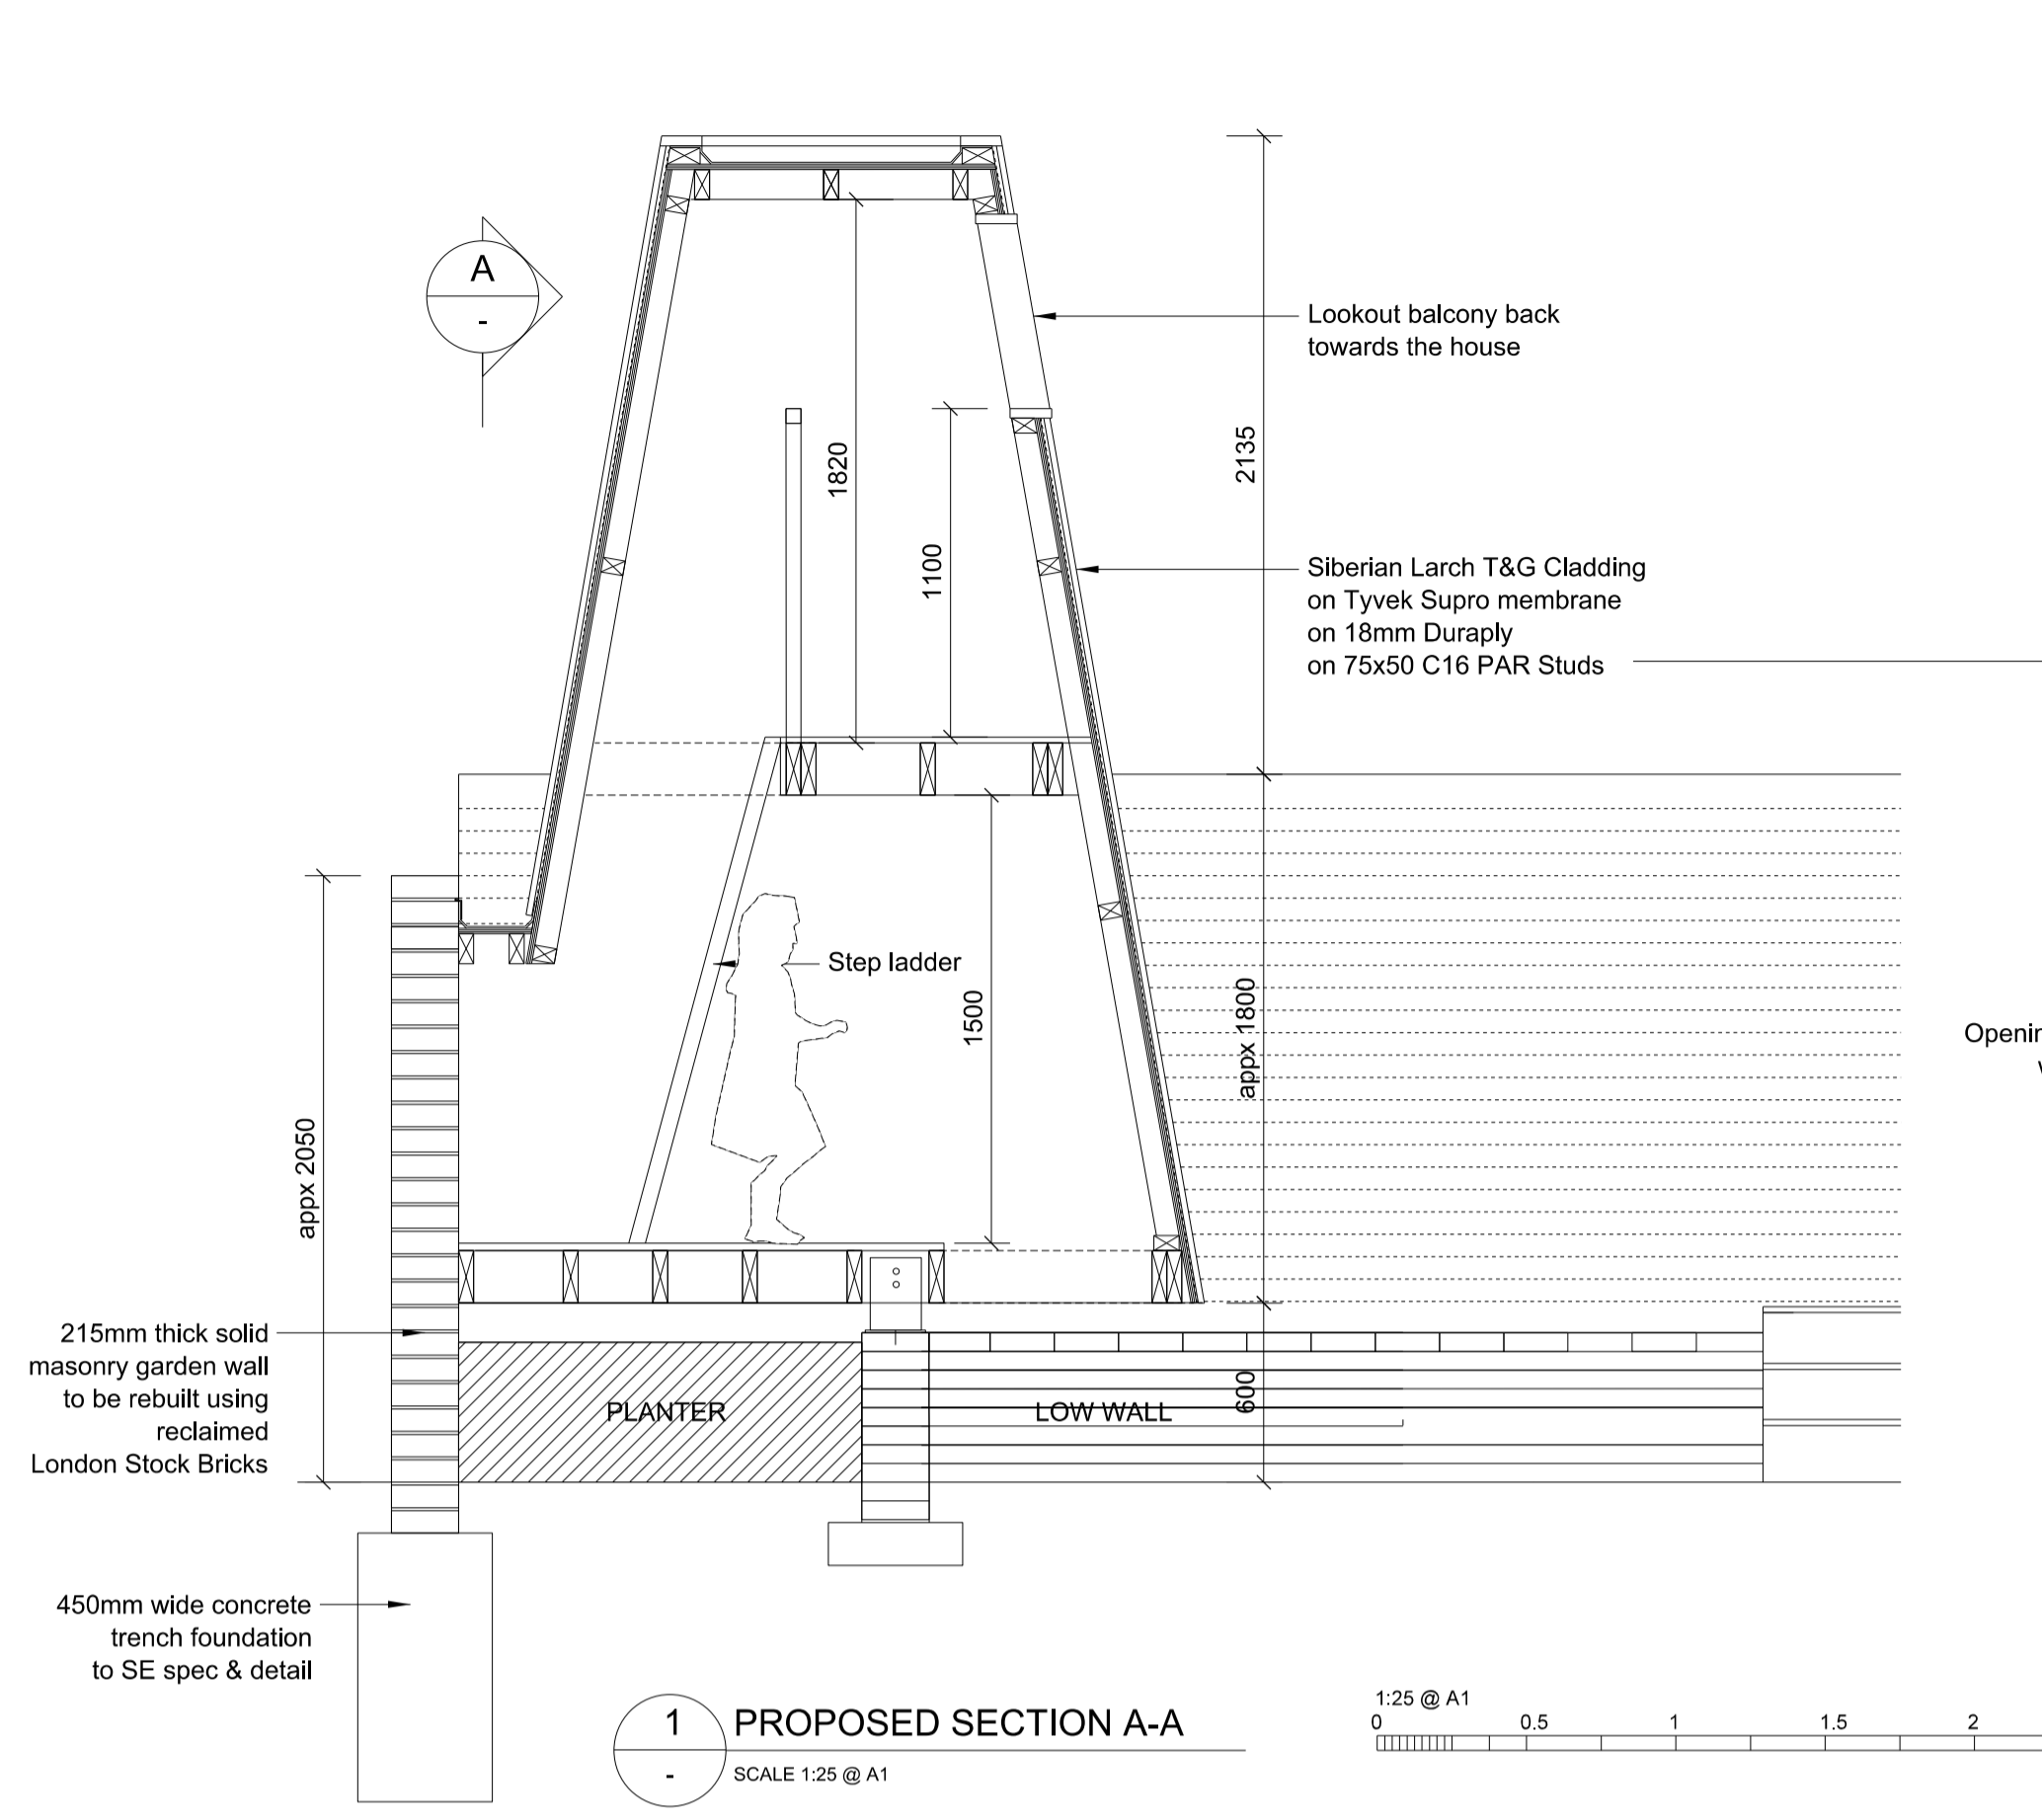 A
-
Lookout balcony back
towards the house
2135
1820
1100
Siberian Larch T&G Cladding
on Tyvek Supro membrane
on 18mm Duraply
on 75x50 C16 PAR Studs
Step ladder
1500
appx 1800
appx 2050
215mm thick solid
masonry garden wall
to be rebuilt using
reclaimed
London Stock Bricks
PLANTER
LOW WALL
600
450mm wide concrete
trench foundation
to SE spec & detail
1
-
PROPOSED SECTION A-A
SCALE 1:25 @ A1
1:25 @ A1
0 0.5 1 1.5 2